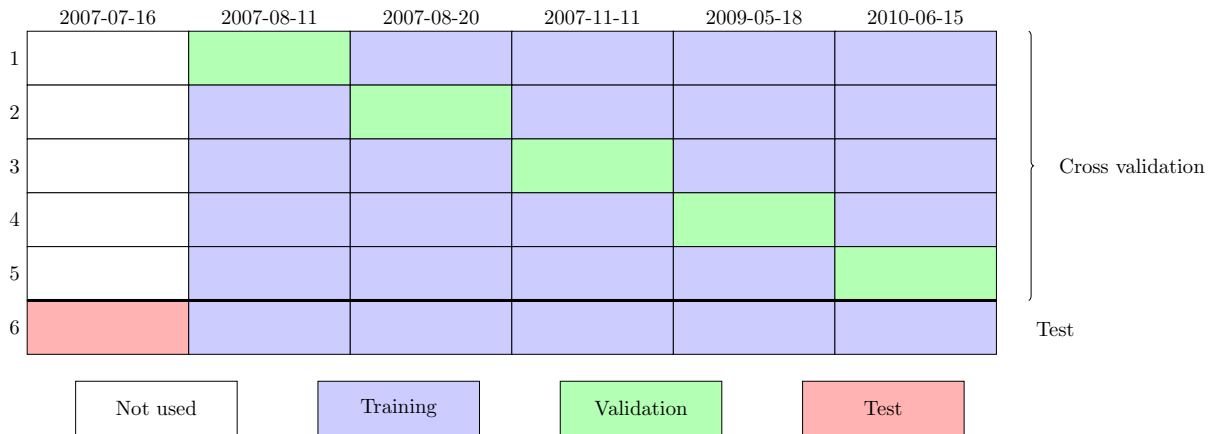 2007-07-16 2007-08-11 2007-08-20 2007-11-11 2009-05-18 2010-06-15
1
2
3 Cross validation
4
5
6 Test
Not used Training Validation Test